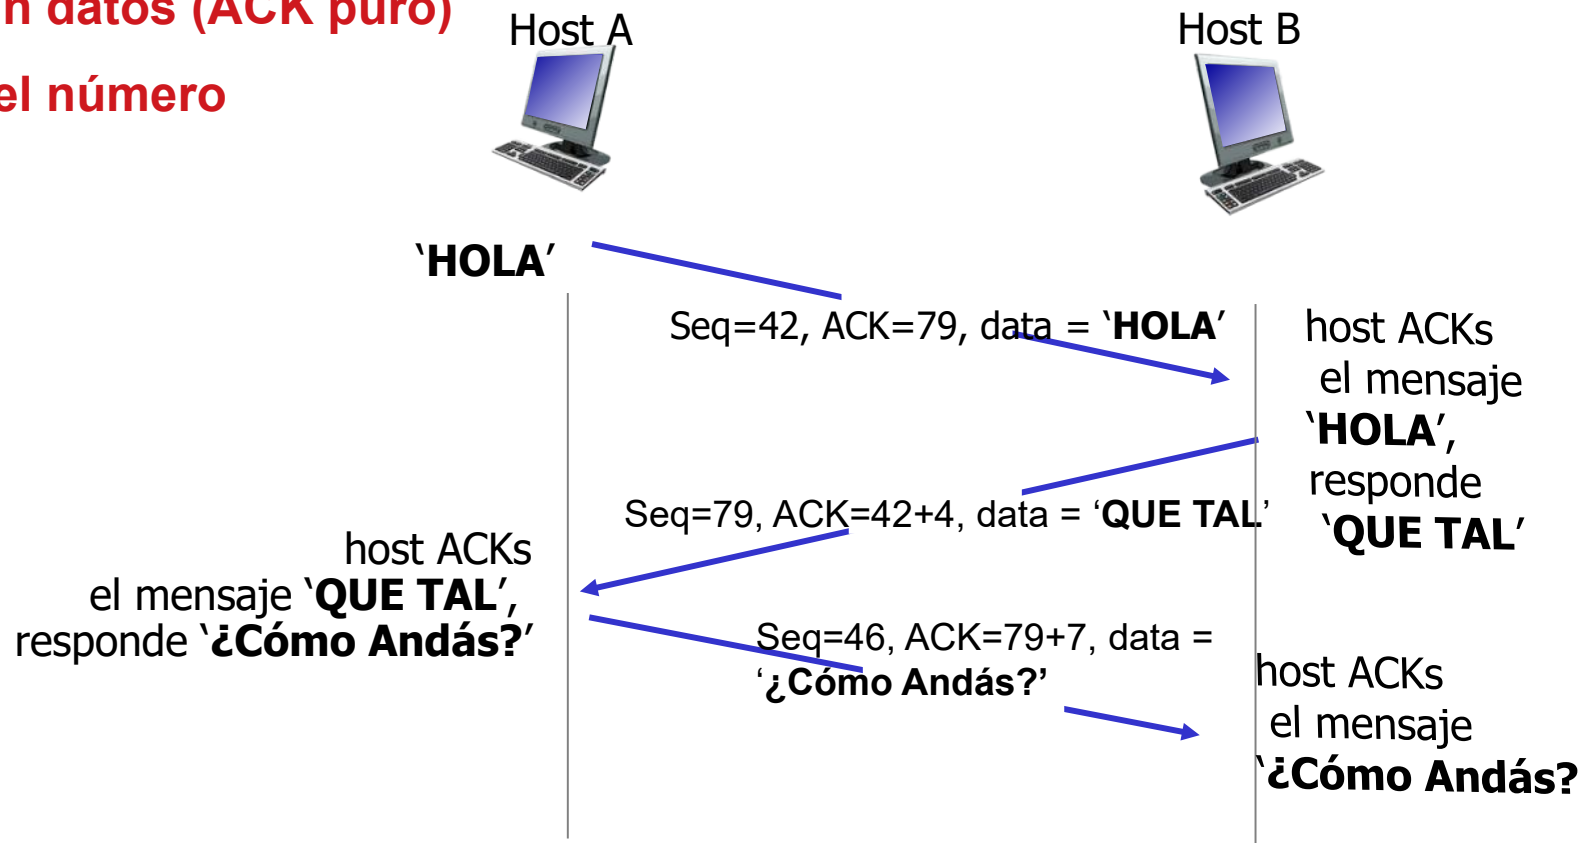 n datos (ACK puro)
el número
Host A
Host B
‘HOLA’
Seq=42, ACK=79, data = ‘HOLA’
host ACKs
el mensaje
‘HOLA’,
responde
‘QUE TAL’
Seq=79, ACK=42+4, data = ‘QUE TAL’
host ACKs
el mensaje ‘QUE TAL’,
responde ‘¿Cómo Andás?’
Seq=46, ACK=79+7, data =
‘¿Cómo Andás?’
host ACKs
el mensaje
‘¿Cómo Andás?